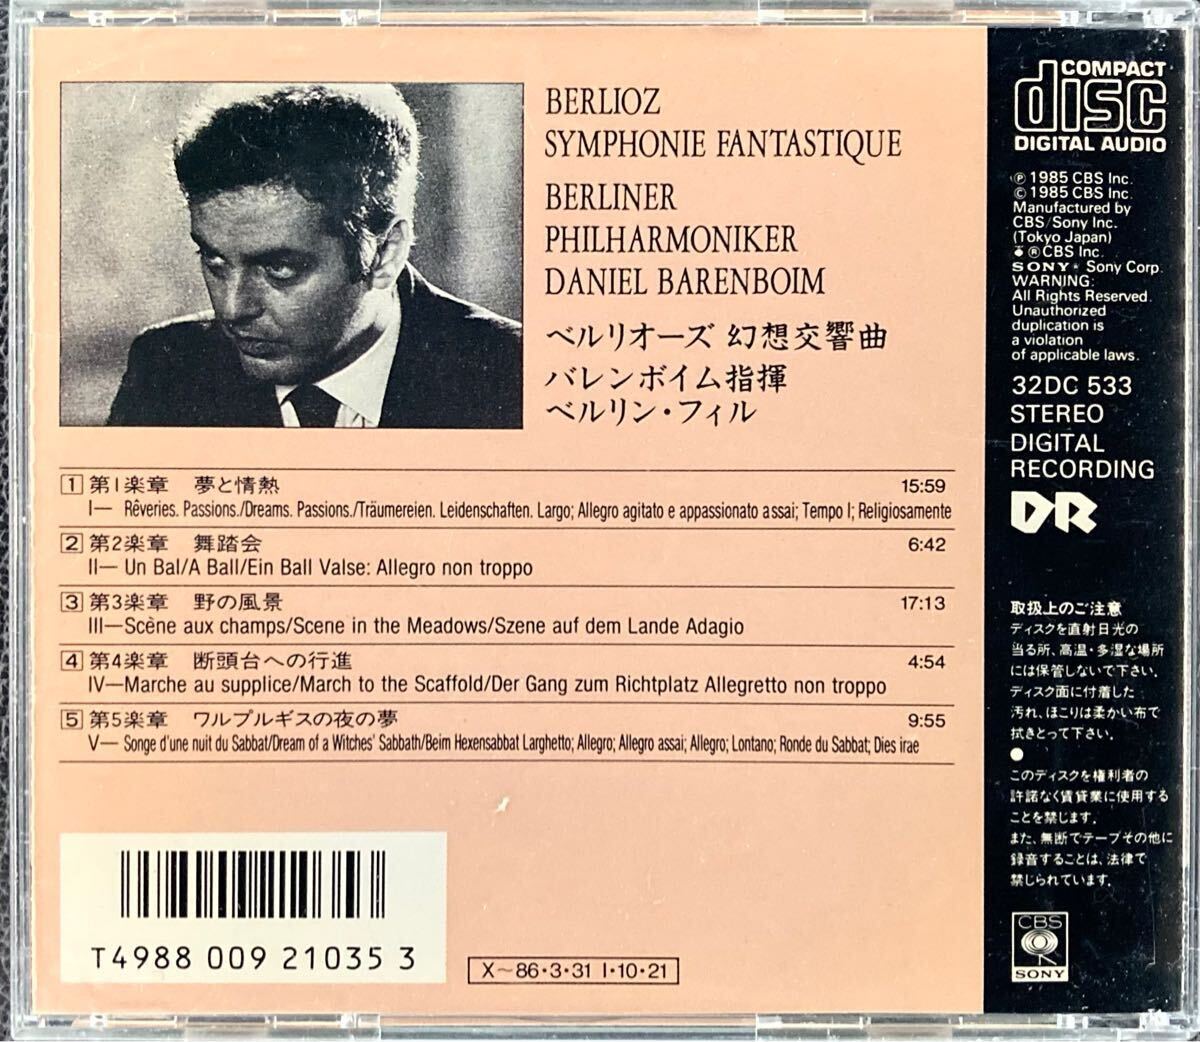 BERLIOZ
SYMPHONIE FANTASTIQUE
BERLINER
PHILHARMONIKER
DANIEL BARENBOIM
ベルリオーズ 幻想交響曲
バレンボイム指揮
ベルリン・フィル
1 第1楽章 夢と情熱 15:59
I— Rêveries. Passions./Dreams. Passions./Träumereien. Leidenschaften. Largo; Allegro agitato e appassionato assai; Tempo I; Religiosamente
2 第2楽章 舞踏会 6:42
II— Un Bal/A Ball/Ein Ball Valse: Allegro non troppo
3 第3楽章 野の風景 17:13
III—Scène aux champs/Scene in the Meadows/Szene auf dem Lande Adagio
4 第4楽章 断頭台への行進 4:54
IV—Marche au supplice/March to the Scaffold/Der Gang zum Richtplatz Allegretto non troppo
5 第5楽章 ワルプルギスの夜の夢 9:55
V— Songe d'une nuit du Sabbat/Dream of a Witches' Sabbath/Beim Hexensabbat Larghetto; Allegro; Allegro assai; Allegro; Lontano; Ronde du Sabbat; Dies irae
T4988 009 21035 3
X〜86・3・31 I・10・21
COMPACT
disc
DIGITAL AUDIO
℗ 1985 CBS Inc.
© 1985 CBS Inc.
Manufactured by
CBS/Sony Inc.
(Tokyo Japan)
® CBS Inc.
SONY® Sony Corp.
WARNING:
All Rights Reserved.
Unauthorized
duplication is
a violation
of applicable laws.
32DC 533
STEREO
DIGITAL
RECORDING
DR
取扱上のご注意
ディスクを直射日光の
当る所、高温・多湿な場所
には保管しないで下さい。
ディスク面に付着した
汚れ、ほこりは柔かい布で
拭きとって下さい。
●
このディスクを権利者の
許諾なく賃貸業に使用する
ことを禁じます。
また、無断でテープその他に
録音することは、法律で
禁じられています。
CBS
SONY